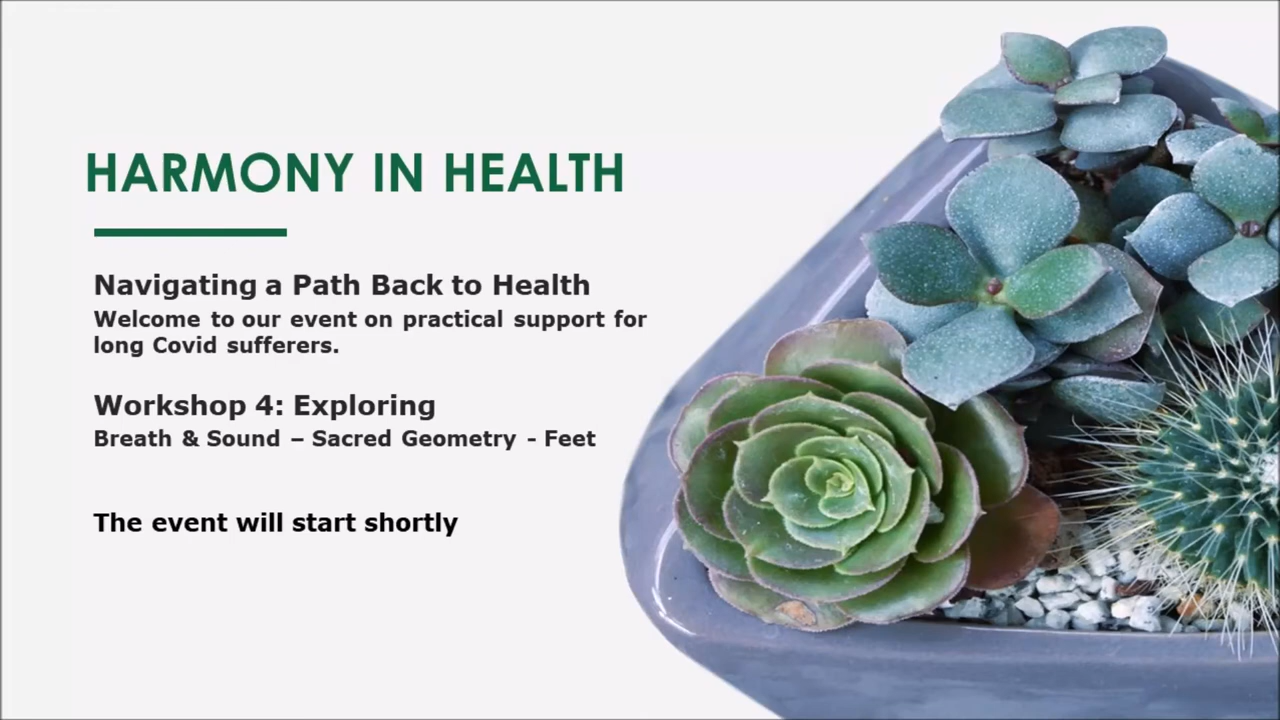 HARMONY IN HEALTH
Navigating a Path Back to Health
Welcome to our event on practical support for
long Covid sufferers.
Workshop 4: Exploring
Breath & Sound – Sacred Geometry - Feet
The event will start shortly